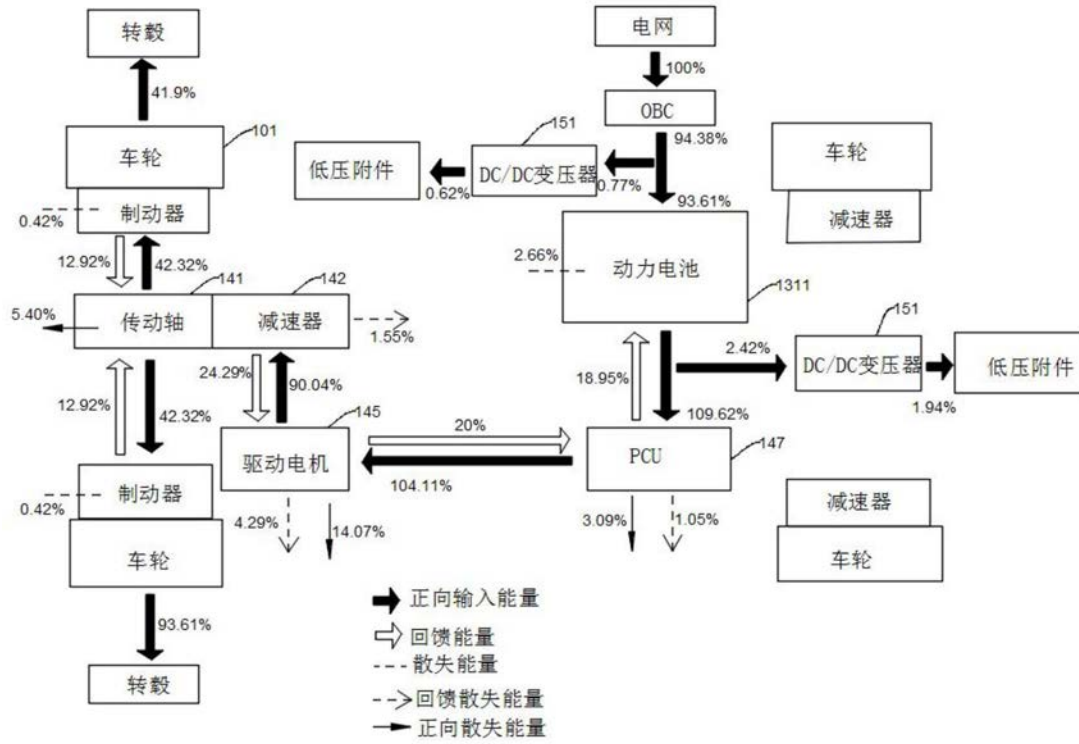 转毂
41.9%
车轮
101
制动器
0.42%
12.92%
42.32%
141
142
5.40%
传动轴
减速器
1.55%
24.29%
90.04%
12.92%
42.32%
145
驱动电机
20%
104.11%
制动器
0.42%
车轮
4.29%
14.07%
93.61%
转毂
电网
100%
OBC
94.38%
151
低压附件
0.62%
DC/DC变压器
0.77%
93.61%
动力电池
2.66%
1311
18.95%
109.62%
2.42%
151
DC/DC变压器
1.94%
低压附件
PCU
147
3.09%
1.05%
车轮
减速器
减速器
车轮
正向输入能量
回馈能量
散失能量
回馈散失能量
正向散失能量